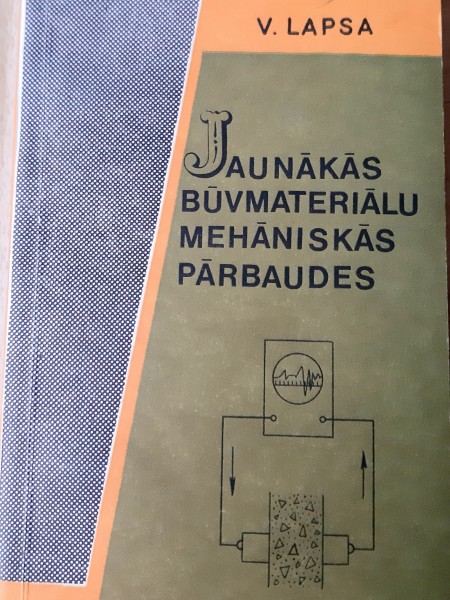 V. LAPSA
JAUNĀKĀS
BŪVMATERIĀLU
MEHĀNISKĀS
PĀRBAUDES